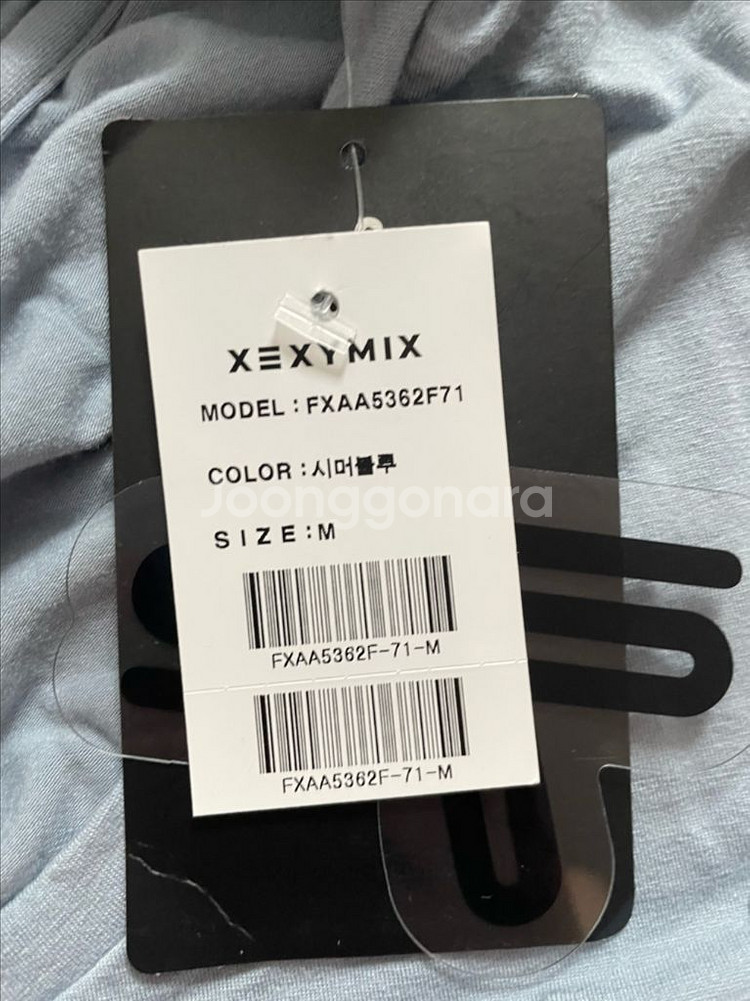 XEXYMIX
MODEL : FXAA5362F71
COLOR : 시머블루
Joonggonara
SIZE : M
FXAA5362F-71-M
FXAA5362F-71-M